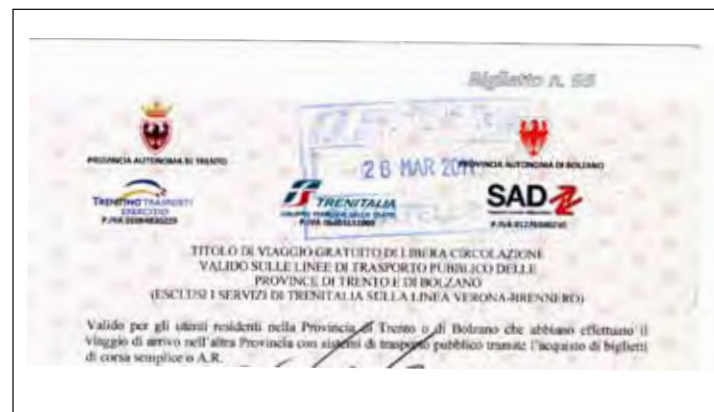 Biglietto n. 55
PROVINCIA AUTONOMA DI TRENTO
PROVINCIA AUTONOMA DI BOLZANO
26 MAR
TRENTINO TRASPORTI
ESERCIZIO
TRENITALIA
SAD
TITOLO DI VIAGGIO GRATUITO DI LIBERA CIRCOLAZIONE
VALIDO SULLE LINEE DI TRASPORTO PUBBLICO DELLE
PROVINCE DI TRENTO E DI BOLZANO
(ESCLUSI I SERVIZI DI TRENITALIA SULLA LINEA VERONA-BRENNERO)
Valido per gli utenti residenti nella Provincia di Trento o di Bolzano che abbiano effettuato il
viaggio di arrivo nell'altra Provincia con sistemi di trasporto pubblico tramite l'acquisto di biglietti
di corsa semplice o A.R.